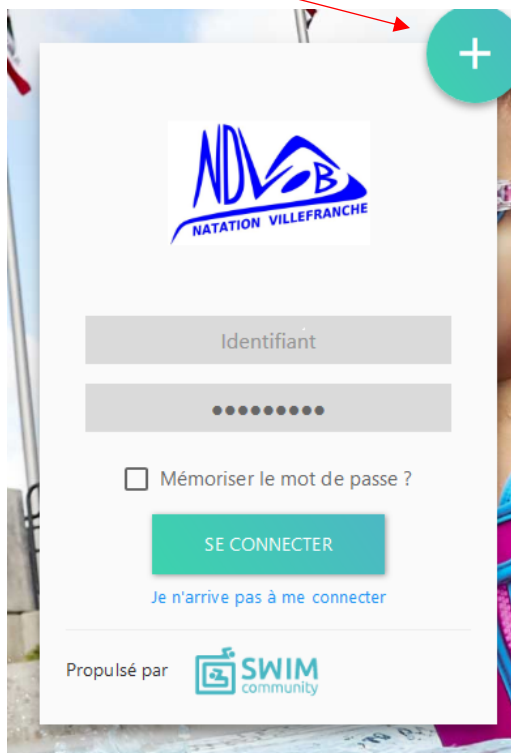 +
NDVOB
NATATION VILLEFRANCHE
Identifiant
•••••••••
Mémoriser le mot de passe ?
SE CONNECTER
Je n'arrive pas à me connecter
Propulsé par
SWIM
community